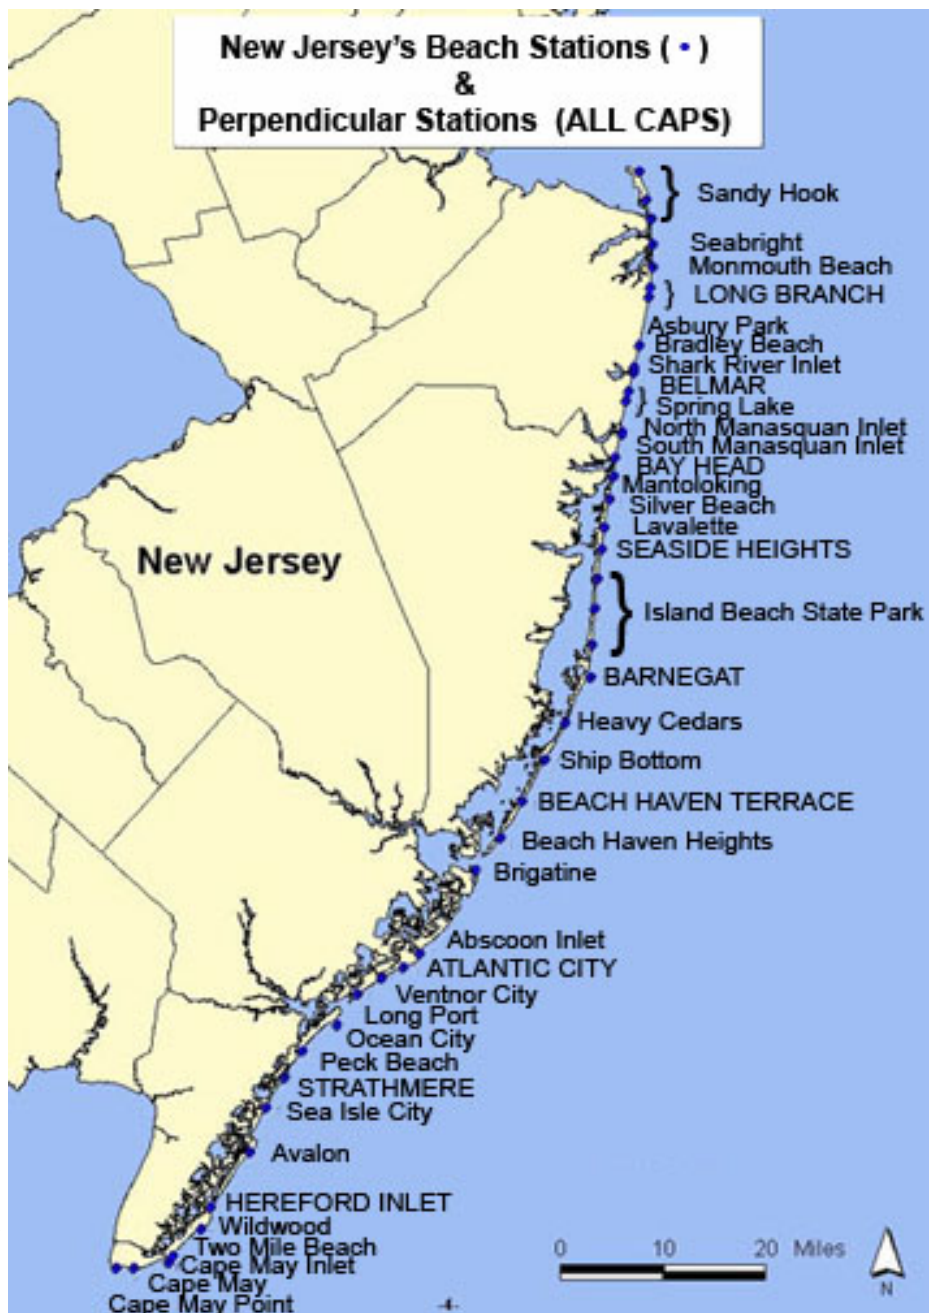 New Jersey's Beach Stations ( • )
&
Perpendicular Stations (ALL CAPS)
Sandy Hook
Seabright
Monmouth Beach
LONG BRANCH
Asbury Park
Bradley Beach
Shark River Inlet
BELMAR
Spring Lake
North Manasquan Inlet
South Manasquan Inlet
BAY HEAD
Mantoloking
Silver Beach
Lavalette
SEASIDE HEIGHTS
New Jersey
Island Beach State Park
BARNEGAT
Heavy Cedars
Ship Bottom
BEACH HAVEN TERRACE
Beach Haven Heights
Brigatine
Abscoon Inlet
ATLANTIC CITY
Ventnor City
Long Port
Ocean City
Peck Beach
STRATHMERE
Sea Isle City
Avalon
HEREFORD INLET
Wildwood
Two Mile Beach
Cape May Inlet
Cape May
Cape May Point
0 10 20 Miles
N
-4-